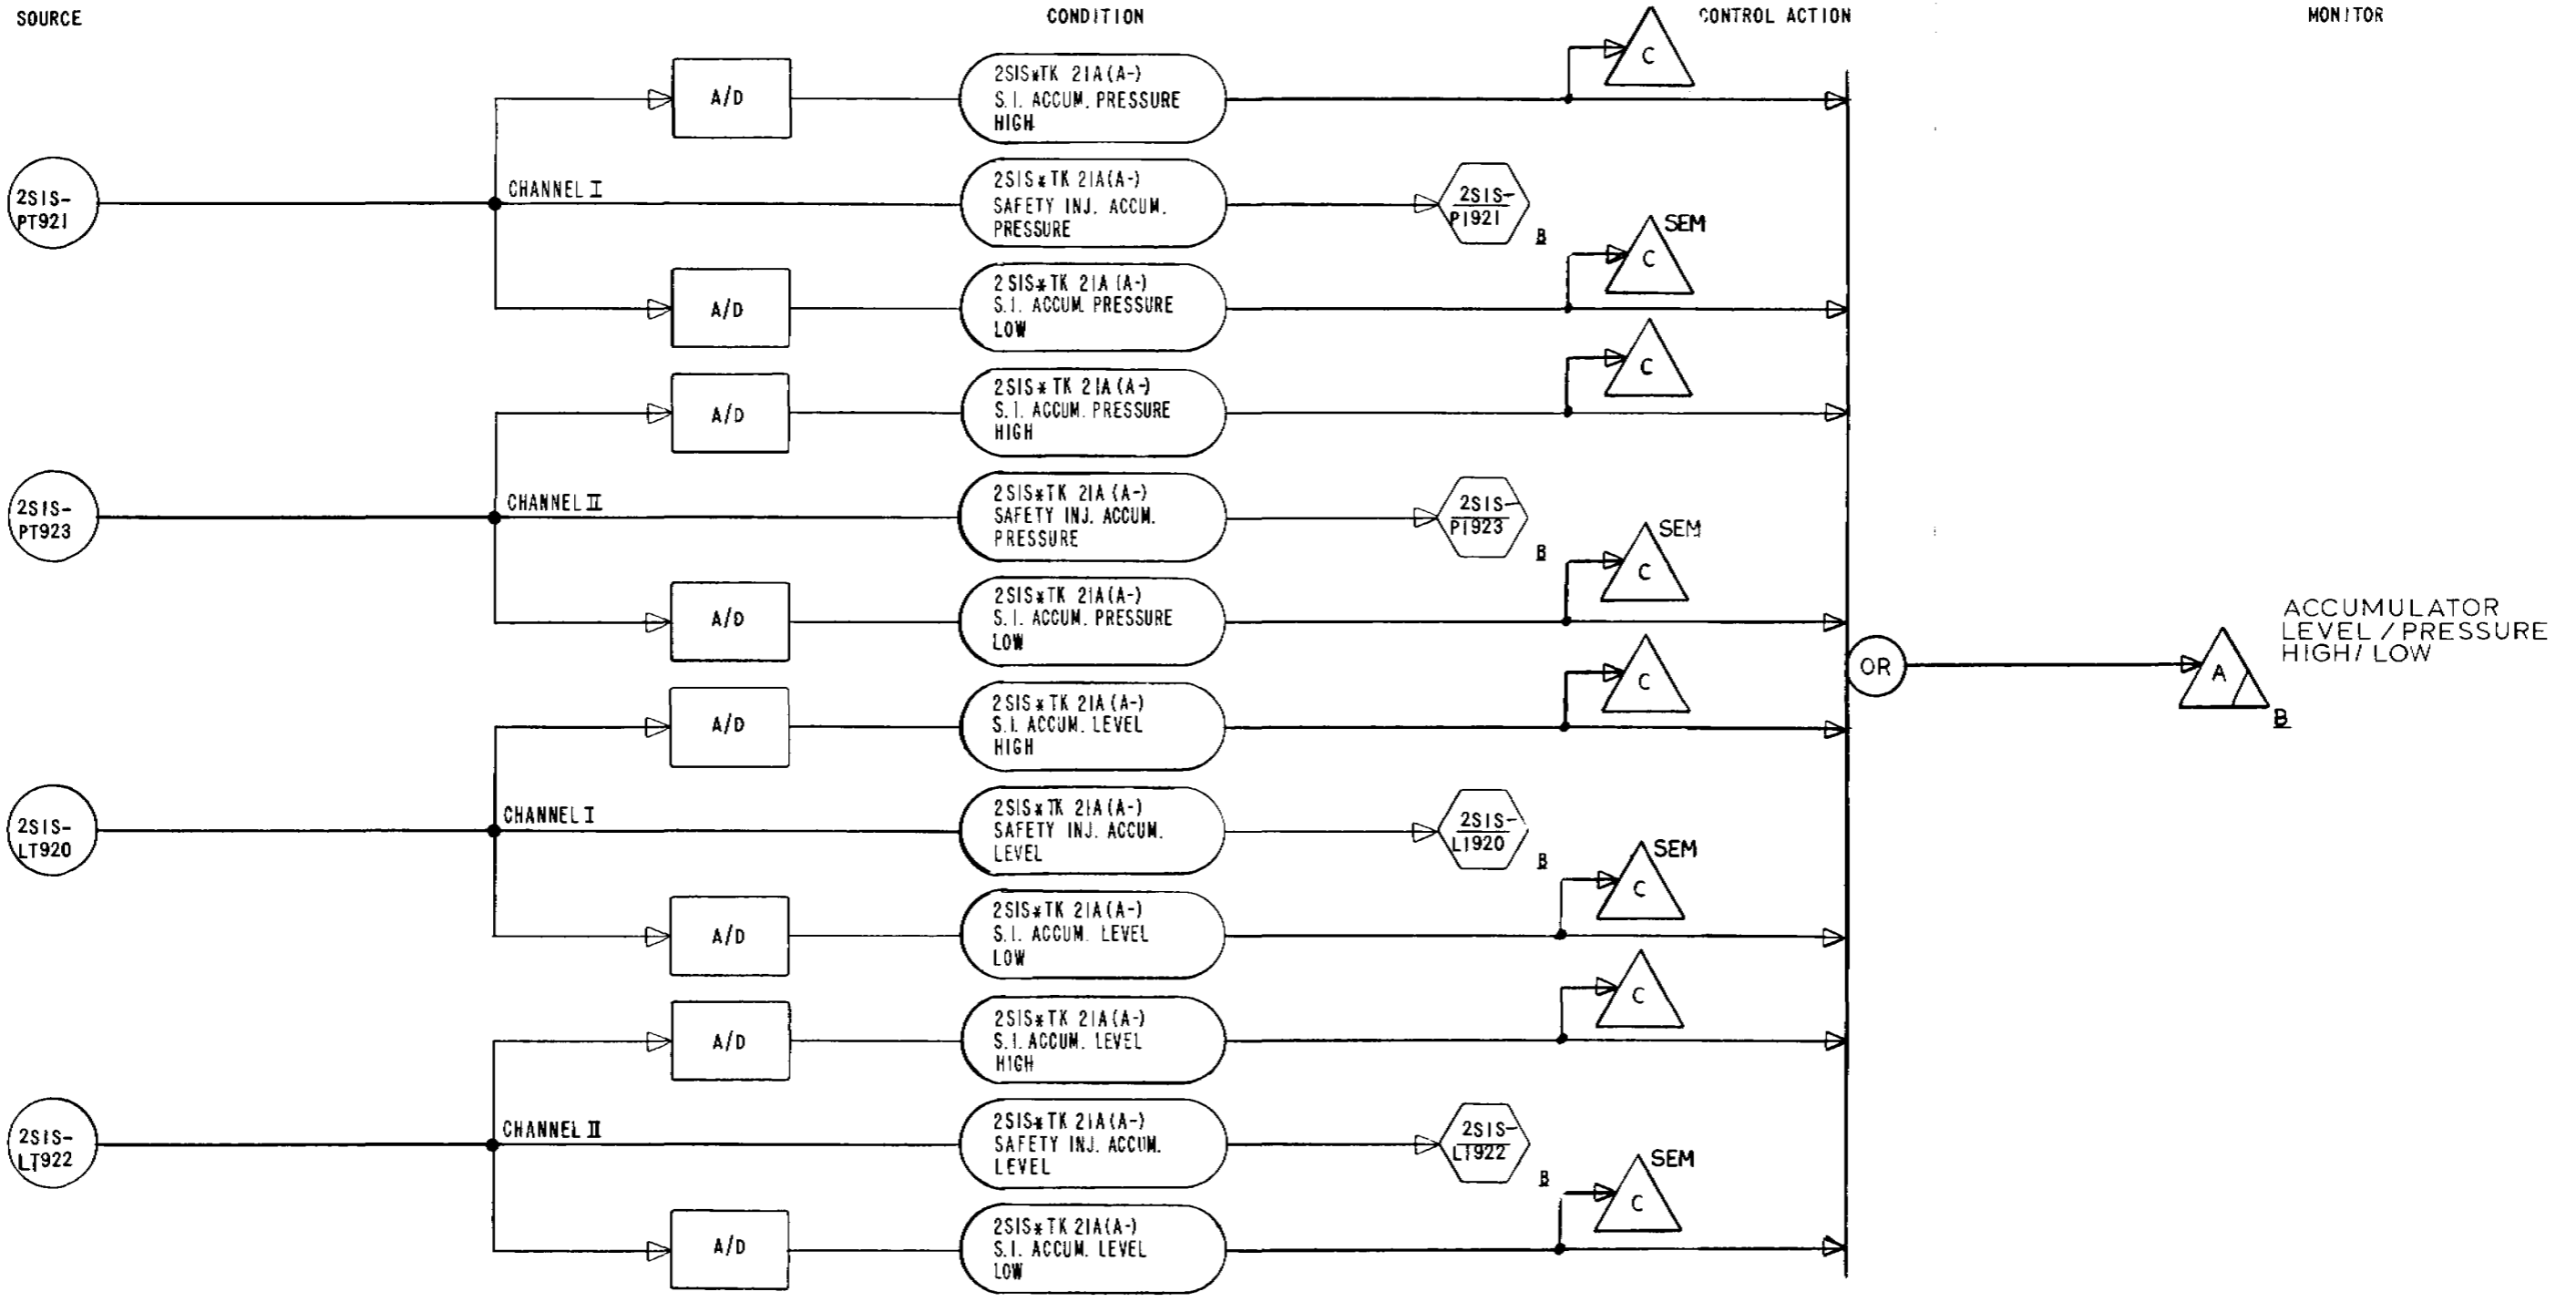 SOURCE
CONDITION
CONTROL ACTION
MONITOR
C
A/D
2SIS*TK 21A(A-)
S.I. ACCUM. PRESSURE
HIGH
2SIS-
PT921
CHANNEL I
2SIS*TK 21A(A-)
SAFETY INJ. ACCUM.
PRESSURE
2SIS-
PI921
B
SEM
C
A/D
2SIS*TK 21A (A-)
S.I. ACCUM. PRESSURE
LOW
C
A/D
2SIS*TK 21A (A-)
S.I. ACCUM. PRESSURE
HIGH
2SIS-
PT923
CHANNEL II
2SIS*TK 21A (A-)
SAFETY INJ. ACCUM.
PRESSURE
2SIS-
PI923
B
SEM
C
A/D
2SIS*TK 21A(A-)
S.I. ACCUM. PRESSURE
LOW
OR
A
B
ACCUMULATOR
LEVEL/PRESSURE
HIGH/LOW
C
A/D
2SIS*TK 21A (A-)
S.I. ACCUM. LEVEL
HIGH
2SIS-
LT920
CHANNEL I
2SIS*TK 21A(A-)
SAFETY INJ. ACCUM.
LEVEL
2SIS-
LI920
B
SEM
C
A/D
2SIS*TK 21A(A-)
S.I. ACCUM. LEVEL
LOW
C
A/D
2SIS*TK 21A(A-)
S.I. ACCUM. LEVEL
HIGH
2SIS-
LT922
CHANNEL II
2SIS*TK 21A(A-)
SAFETY INJ. ACCUM.
LEVEL
2SIS-
LI922
B
SEM
C
A/D
2SIS*TK 21A(A-)
S.I. ACCUM. LEVEL
LOW